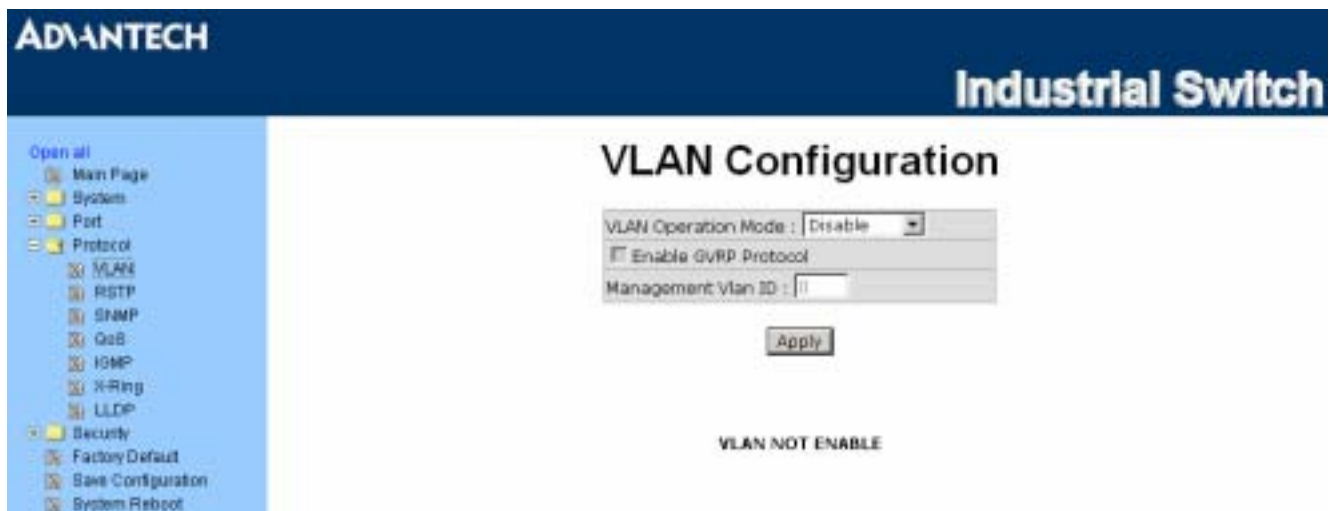 ADVANTECH
Industrial Switch
Open all
Main Page
System
Port
Protocol
VLAN
RSTP
SNMP
QoS
IGMP
X-Ring
LLDP
Security
Factory Default
Save Configuration
System Reboot
VLAN Configuration
VLAN Operation Mode : Disable
Enable GVRP Protocol
Management Vlan ID : 0
Apply
VLAN NOT ENABLE